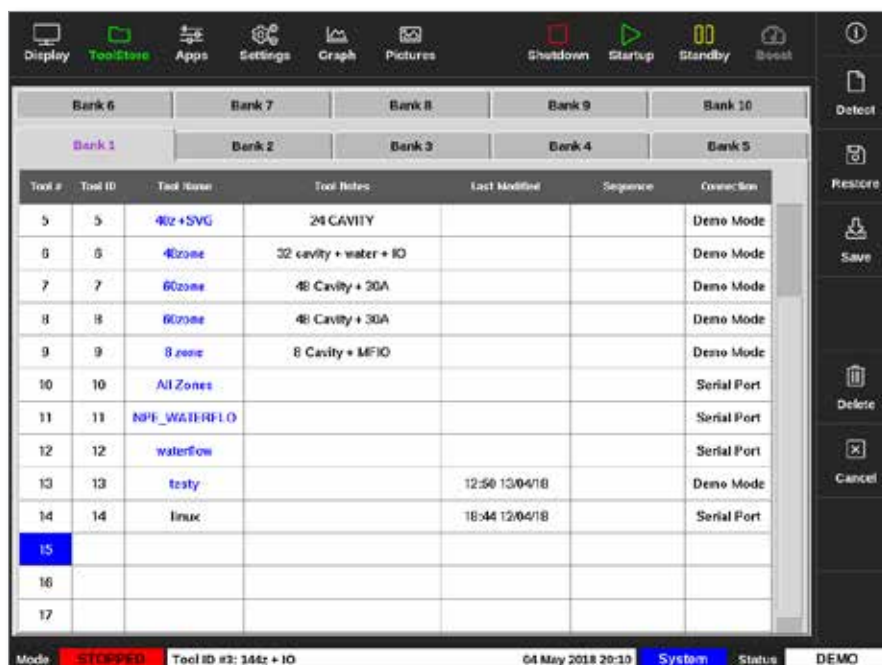 Display ToolStore Apps Settings Graph Pictures Shutdown Startup Standby Boost
Detect
Restore
Save
Delete
Cancel
Bank 6 Bank 7 Bank 8 Bank 9 Bank 10
Bank 1 Bank 2 Bank 3 Bank 4 Bank 5
Tool # Tool ID Tool Name Tool Notes Last Modified Sequence Connection
5 5 40z +SVG 24 CAVITY Demo Mode
6 6 40zone 32 cavity + water + IO Demo Mode
7 7 60zone 48 Cavity + 30A Demo Mode
8 8 60zone 48 Cavity + 30A Demo Mode
9 9 8 zone 8 Cavity + MFIO Demo Mode
10 10 All Zones Serial Port
11 11 NPE_WATERFLO Serial Port
12 12 waterflow Serial Port
13 13 testy 12:50 13/04/18 Demo Mode
14 14 linux 18:44 12/04/18 Serial Port
15
16
17
Mode STOPPED Tool ID #3: 144z + IO 04 May 2018 20:10 System Status DEMO